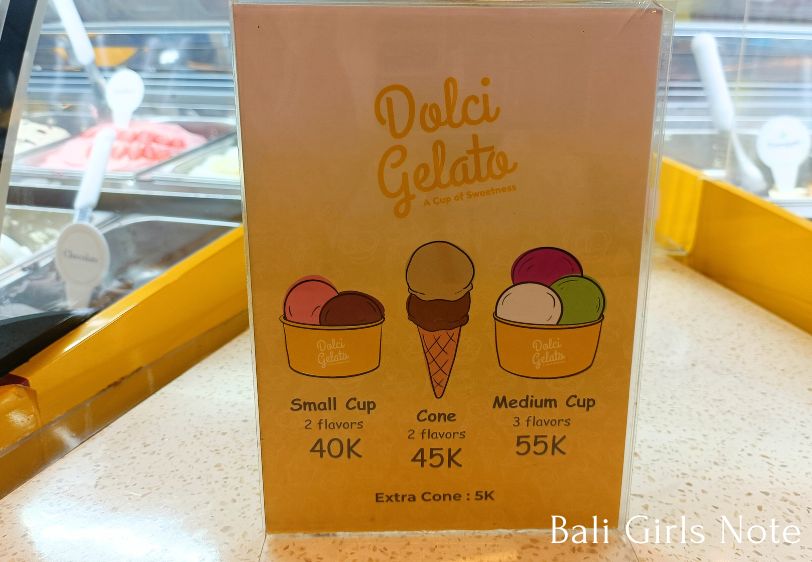 Dolci
Gelato
A Cup of Sweetness
Dolci
Gelato
Dolci
Gelato
Small Cup
2 flavors
40K
Cone
2 flavors
45K
Medium Cup
3 flavors
55K
Extra Cone : 5K
Chocolate
Bali Girls Note